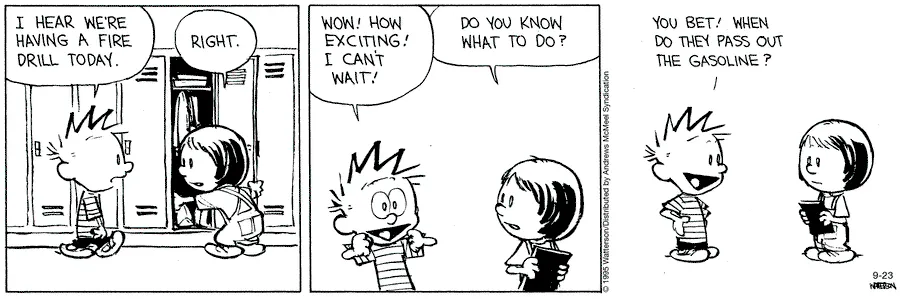 I HEAR WE'RE
HAVING A FIRE
DRILL TODAY.
RIGHT.
WOW! HOW
EXCITING!
I CAN'T
WAIT!
DO YOU KNOW
WHAT TO DO?
© 1995 Watterson/Distributed by Andrews McMeel Syndication
YOU BET! WHEN
DO THEY PASS OUT
THE GASOLINE?
9-23
WATTERSON